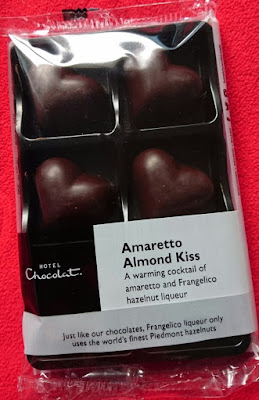 HOTEL
Chocolat.
Amaretto
Almond Kiss
A warming cocktail of
amaretto and Frangelico
hazelnut liqueur
Just like our chocolates, Frangelico liqueur only
uses the world's finest Piedmont hazelnuts